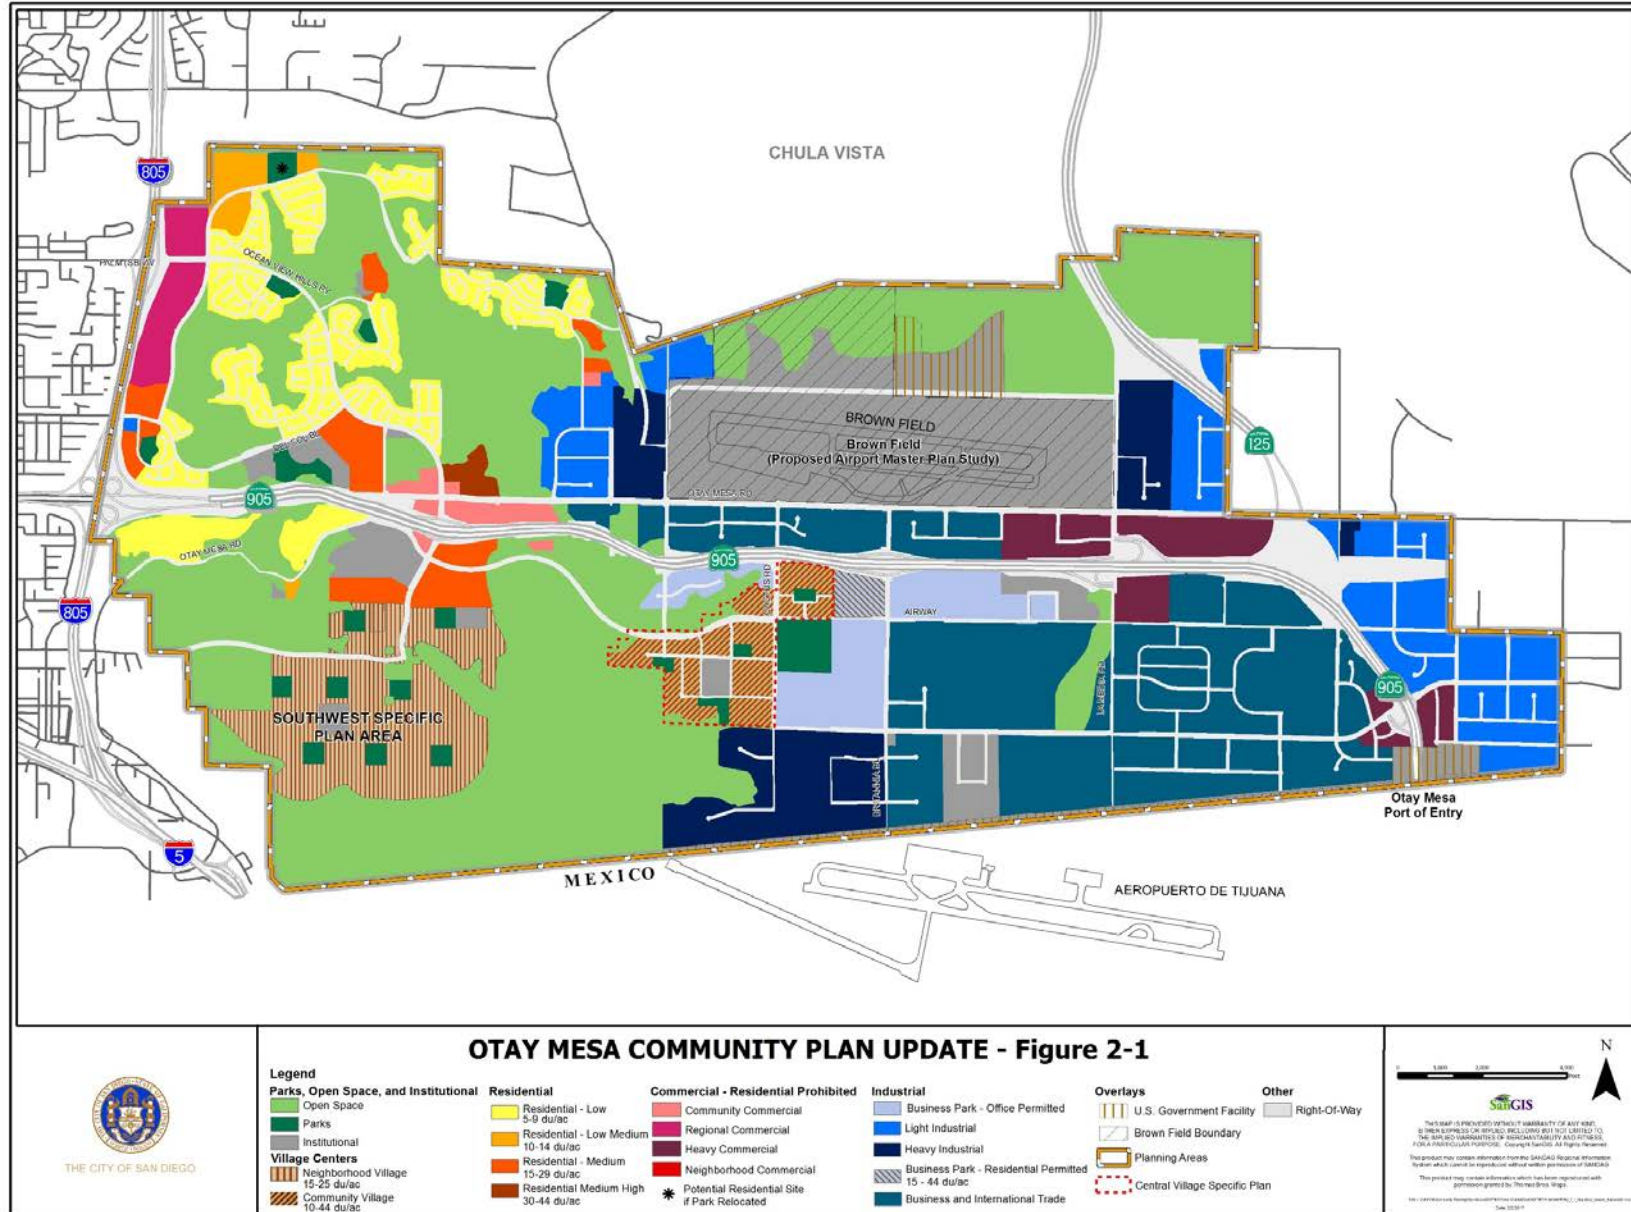 CHULA VISTA
805
OCEAN VIEW HILLS PY
125
BROWN FIELD
Brown Field
(Proposed Airport Master Plan Study)
OTAY MESA RD
905
OTAY MESA RD
905
805
AIRWAY
905
SOUTHWEST SPECIFIC
PLAN AREA
Otay Mesa
Port of Entry
5
MEXICO
AEROPUERTO DE TIJUANA
OTAY MESA COMMUNITY PLAN UPDATE - Figure 2-1
THE CITY OF SAN DIEGO
Legend
Parks, Open Space, and Institutional
Open Space
Parks
Institutional
Village Centers
Neighborhood Village
15-25 du/ac
Community Village
10-44 du/ac
Residential
Residential - Low
5-9 du/ac
Residential - Low Medium
10-14 du/ac
Residential - Medium
15-29 du/ac
Residential Medium High
30-44 du/ac
Commercial - Residential Prohibited
Community Commercial
Regional Commercial
Heavy Commercial
Neighborhood Commercial
Potential Residential Site
if Park Relocated
Industrial
Business Park - Office Permitted
Light Industrial
Heavy Industrial
Business Park - Residential Permitted
15 - 44 du/ac
Business and International Trade
Overlays
U.S. Government Facility
Brown Field Boundary
Planning Areas
Central Village Specific Plan
Other
Right-Of-Way
N
SanGIS